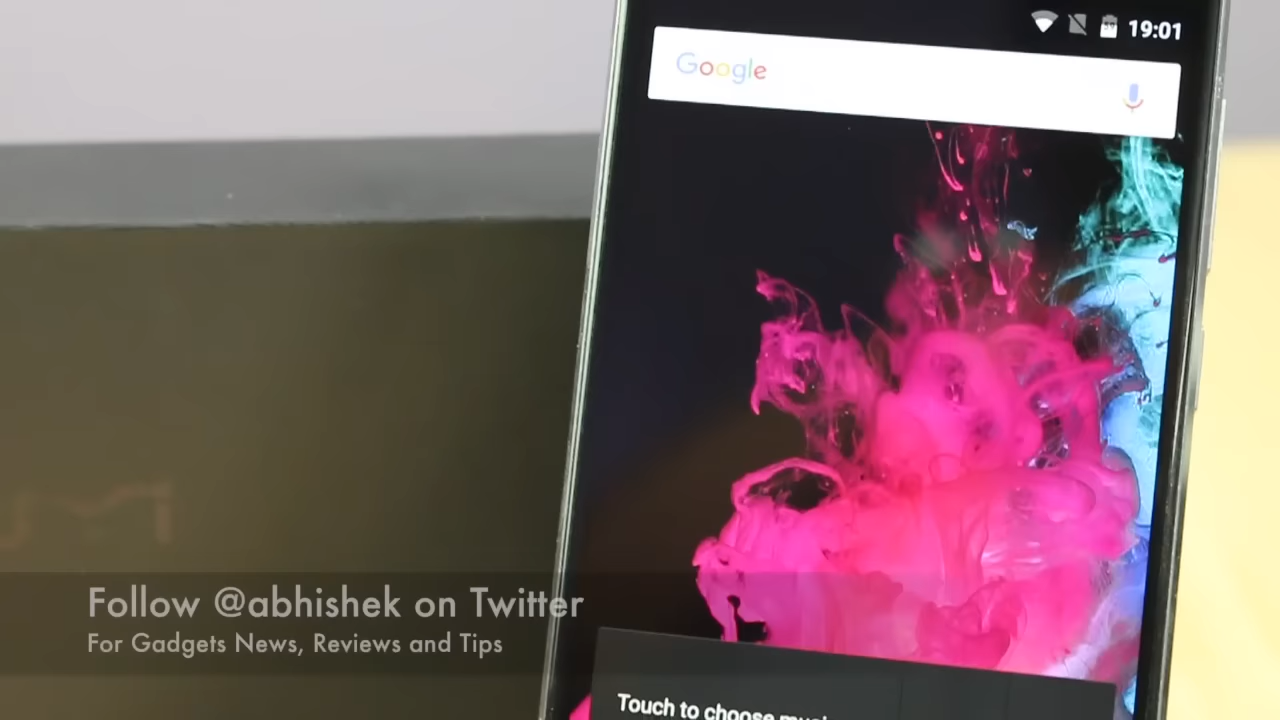 19:01
Google
Follow @abhishek on Twitter
For Gadgets News, Reviews and Tips
Touch to choose